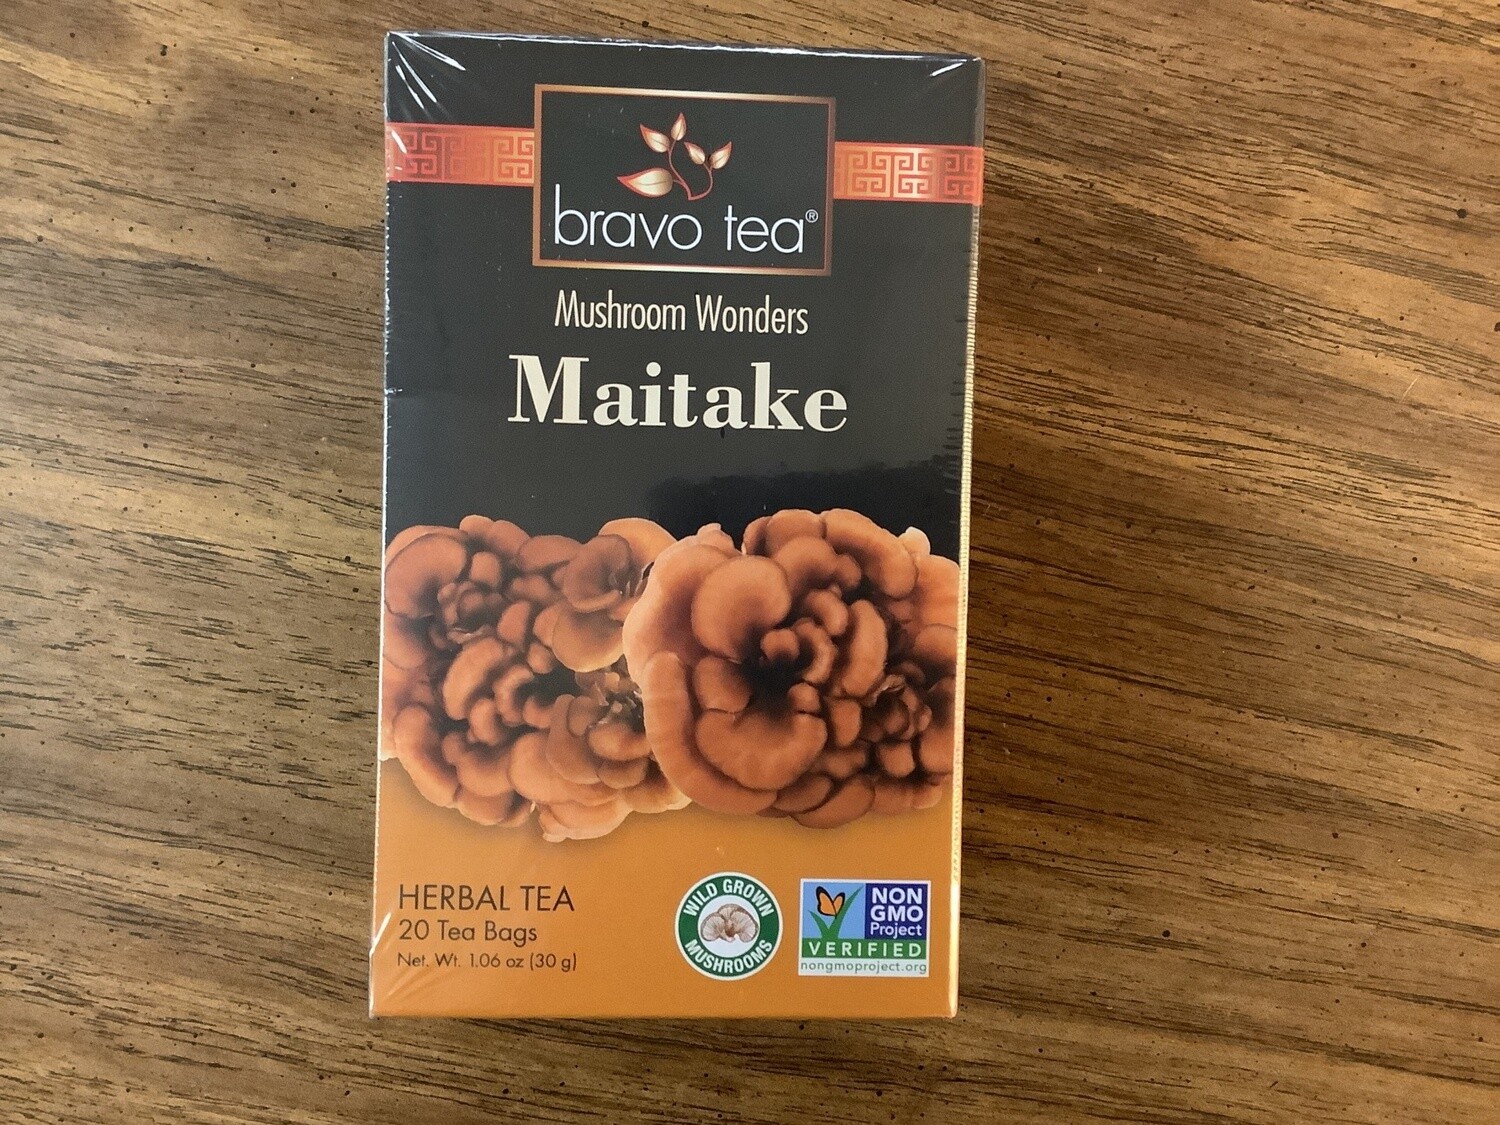 bravo tea®
Mushroom Wonders
Maitake
HERBAL TEA
20 Tea Bags
Net. Wt. 1.06 oz (30 g)
WILD GROWN
MUSHROOMS
NON
GMO
Project
VERIFIED
nongmoproject.org